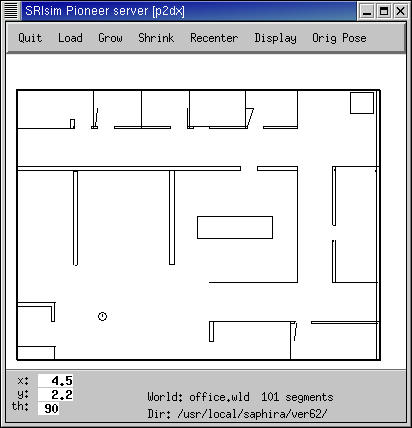 SRIsim Pioneer server [p2dx]
Quit Load Grow Shrink Recenter Display Orig Pose
x: 4.5
y: 2.2
th: 90
World: office.wld 101 segments
Dir: /usr/local/saphira/ver62/